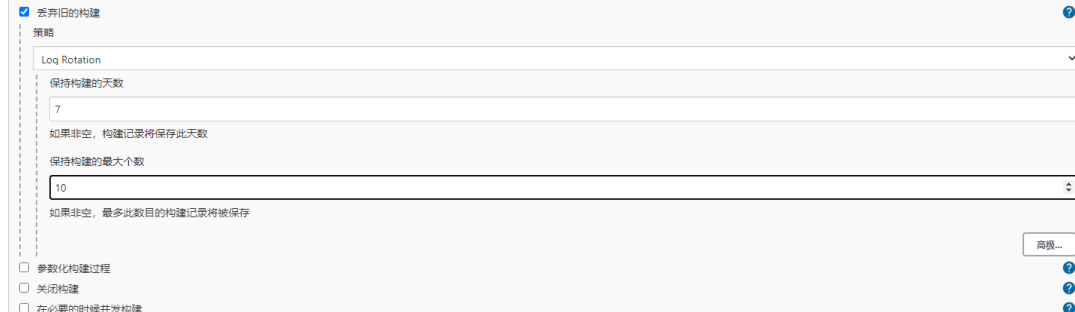 丢弃旧的构建
策略
Log Rotation
保持构建的天数
7
如果非空，构建记录将保存此天数
保持构建的最大个数
10
如果非空，最多此数目的构建记录将被保存
高级...
参数化构建过程
关闭构建
在必要的时候并发构建